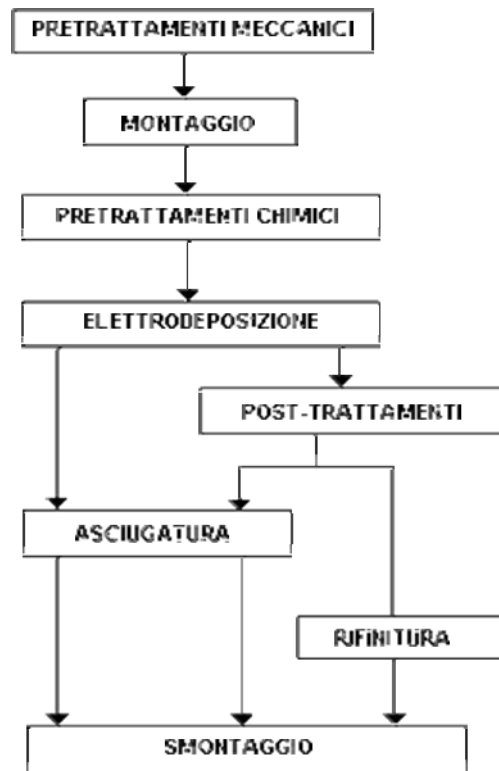 PRETRATTAMENTI MECCANICI
MONTAGGIO
PRETRATTAMENTI CHIMICI
ELETTRODEPOSIZIONE
POST-TRATTAMENTI
ASCIUGATURA
RIFINITURA
SMONTAGGIO